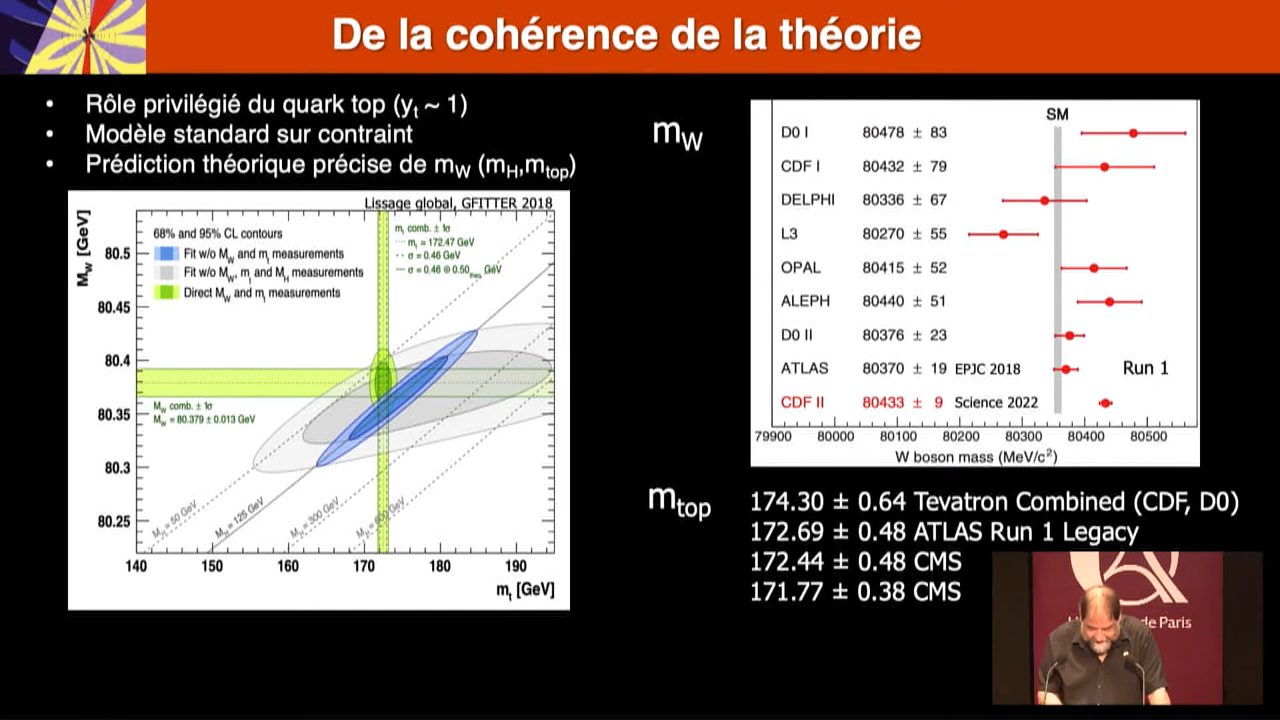 De la cohérence de la théorie
• Rôle privilégié du quark top (yt ~ 1)
• Modèle standard sur contraint
• Prédiction théorique précise de mW (mH,mtop)
Lissage global, GFITTER 2018
MW [GeV]
68% and 95% CL contours
Fit w/o MW and mt measurements
Fit w/o MW, mt and MH measurements
Direct MW and mt measurements
mt comb. ± 1σ
mt = 172.47 GeV
σ = 0.46 GeV
σ = 0.46 ⊕ 0.50theo GeV
80.5
80.45
80.4
80.35
80.3
80.25
MW comb. ± 1σ
MW = 80.379 ± 0.013 GeV
MH = 50 GeV
MH = 125 GeV
MH = 300 GeV
140 150 160 170 180 190
mt [GeV]
mW
SM
D0 I 80478 ± 83
CDF I 80432 ± 79
DELPHI 80336 ± 67
L3 80270 ± 55
OPAL 80415 ± 52
ALEPH 80440 ± 51
D0 II 80376 ± 23
ATLAS 80370 ± 19 EPJC 2018 Run 1
CDF II 80433 ± 9 Science 2022
79900 80000 80100 80200 80300 80400 80500
W boson mass (MeV/c²)
mtop
174.30 ± 0.64 Tevatron Combined (CDF, D0)
172.69 ± 0.48 ATLAS Run 1 Legacy
172.44 ± 0.48 CMS
171.77 ± 0.38 CMS
de Paris